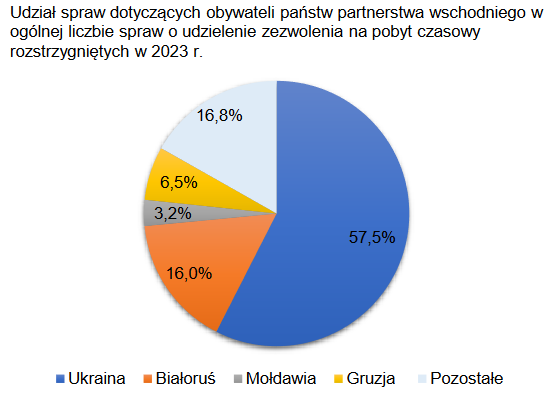 Udział spraw dotyczących obywateli państw partnerstwa wschodniego w
ogólnej liczbie spraw o udzielenie zezwolenia na pobyt czasowy
rozstrzygniętych w 2023 r.
16,8%
6,5%
3,2%
57,5%
16,0%
Ukraina Białoruś Mołdawia Gruzja Pozostałe